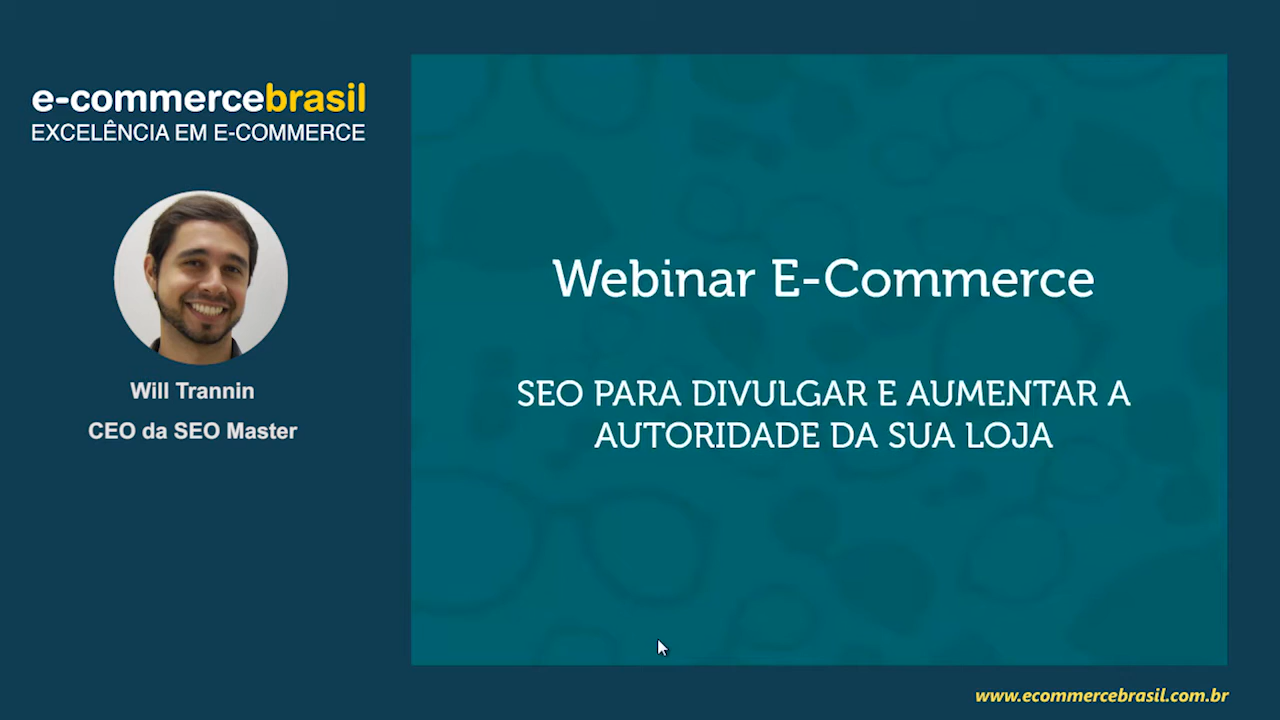 e-commercebrasil
EXCELÊNCIA EM E-COMMERCE
Will Trannin
CEO da SEO Master
Webinar E-Commerce
SEO PARA DIVULGAR E AUMENTAR A
AUTORIDADE DA SUA LOJA
www.ecommercebrasil.com.br